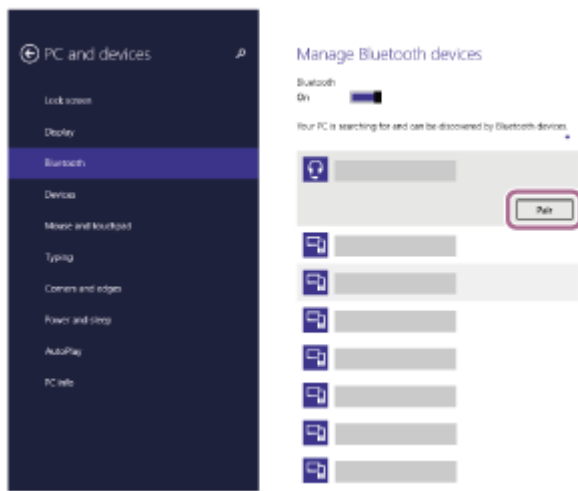 PC and devices
Lock screen
Display
Bluetooth
Devices
Mouse and touchpad
Typing
Corners and edges
Power and sleep
AutoPlay
PC info
Manage Bluetooth devices
Bluetooth
On
Your PC is searching for and can be discovered by Bluetooth devices.
Pair